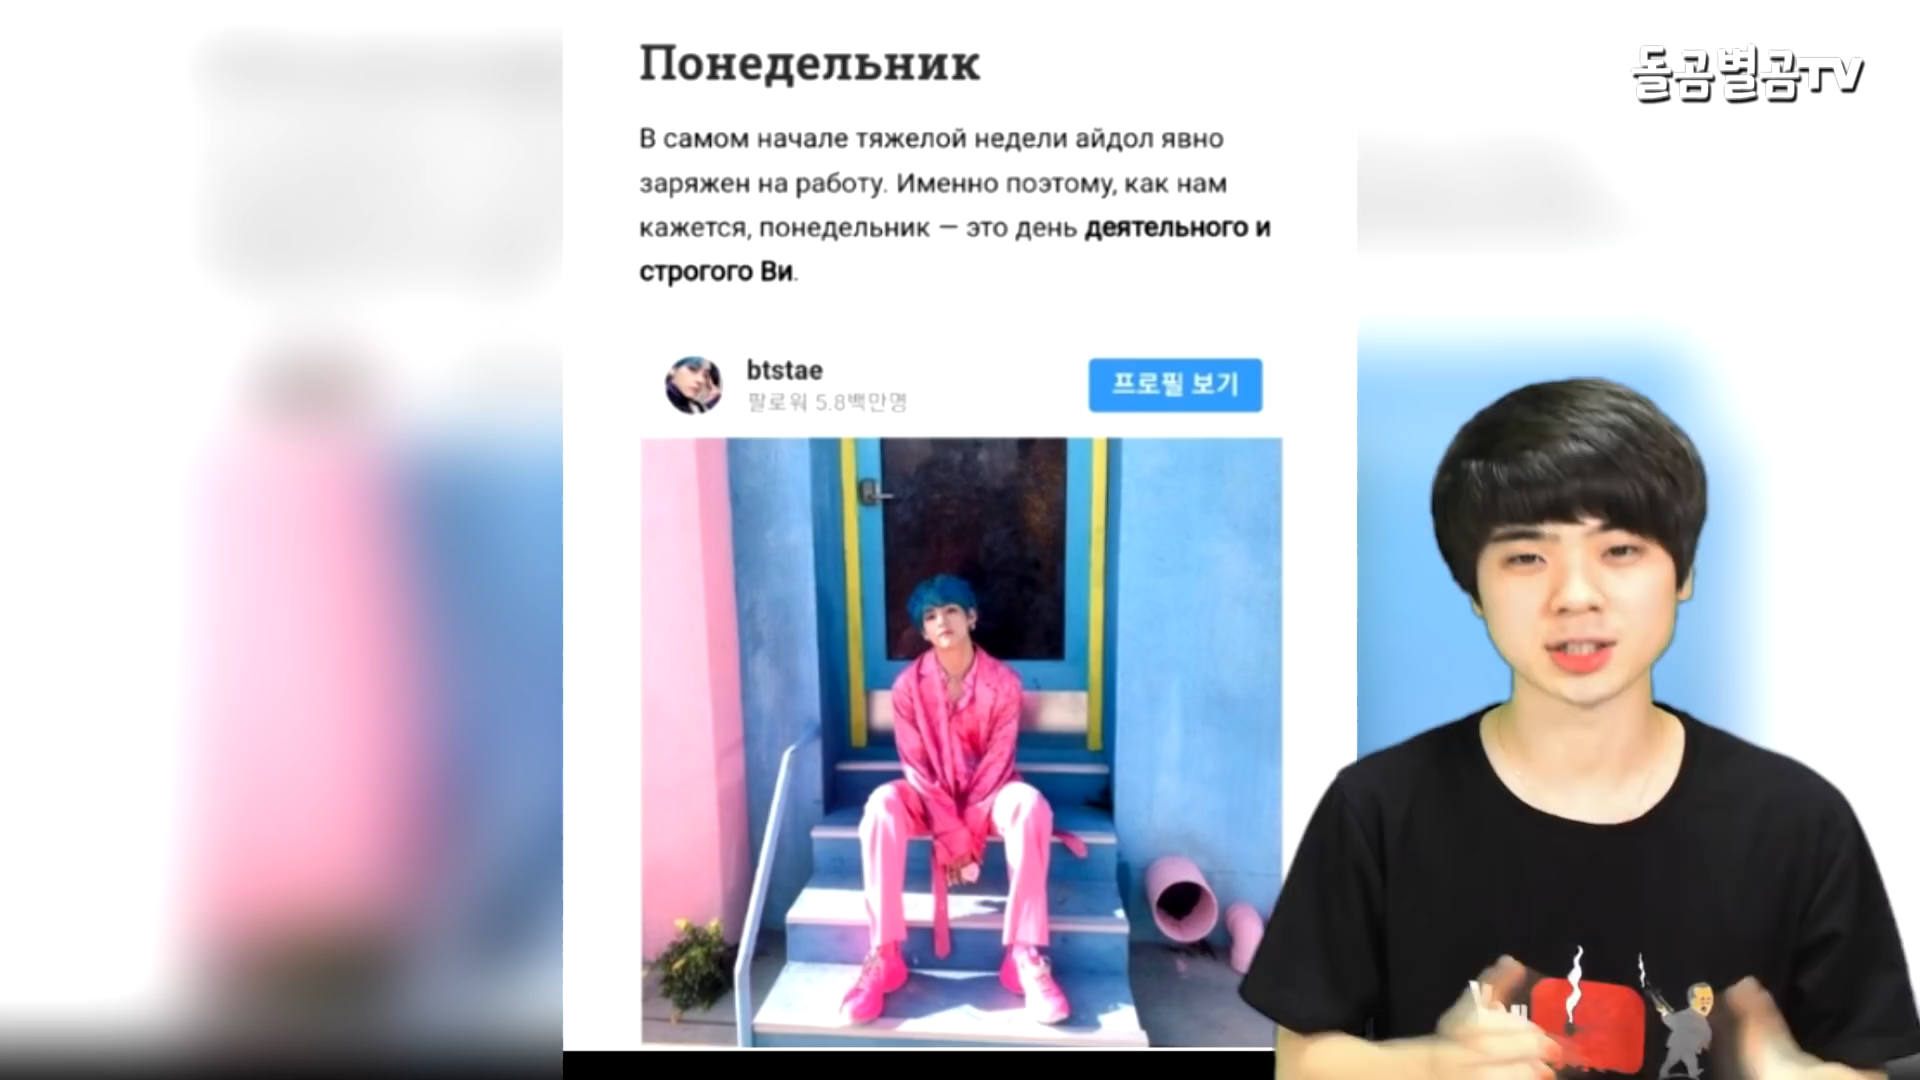 돌곰별곰TV
Понедельник
В самом начале тяжелой недели айдол явно
заряжен на работу. Именно поэтому, как нам
кажется, понедельник — это день деятельного и
строгого Ви.
btstae
팔로워 5.8백만명
프로필 보기
You